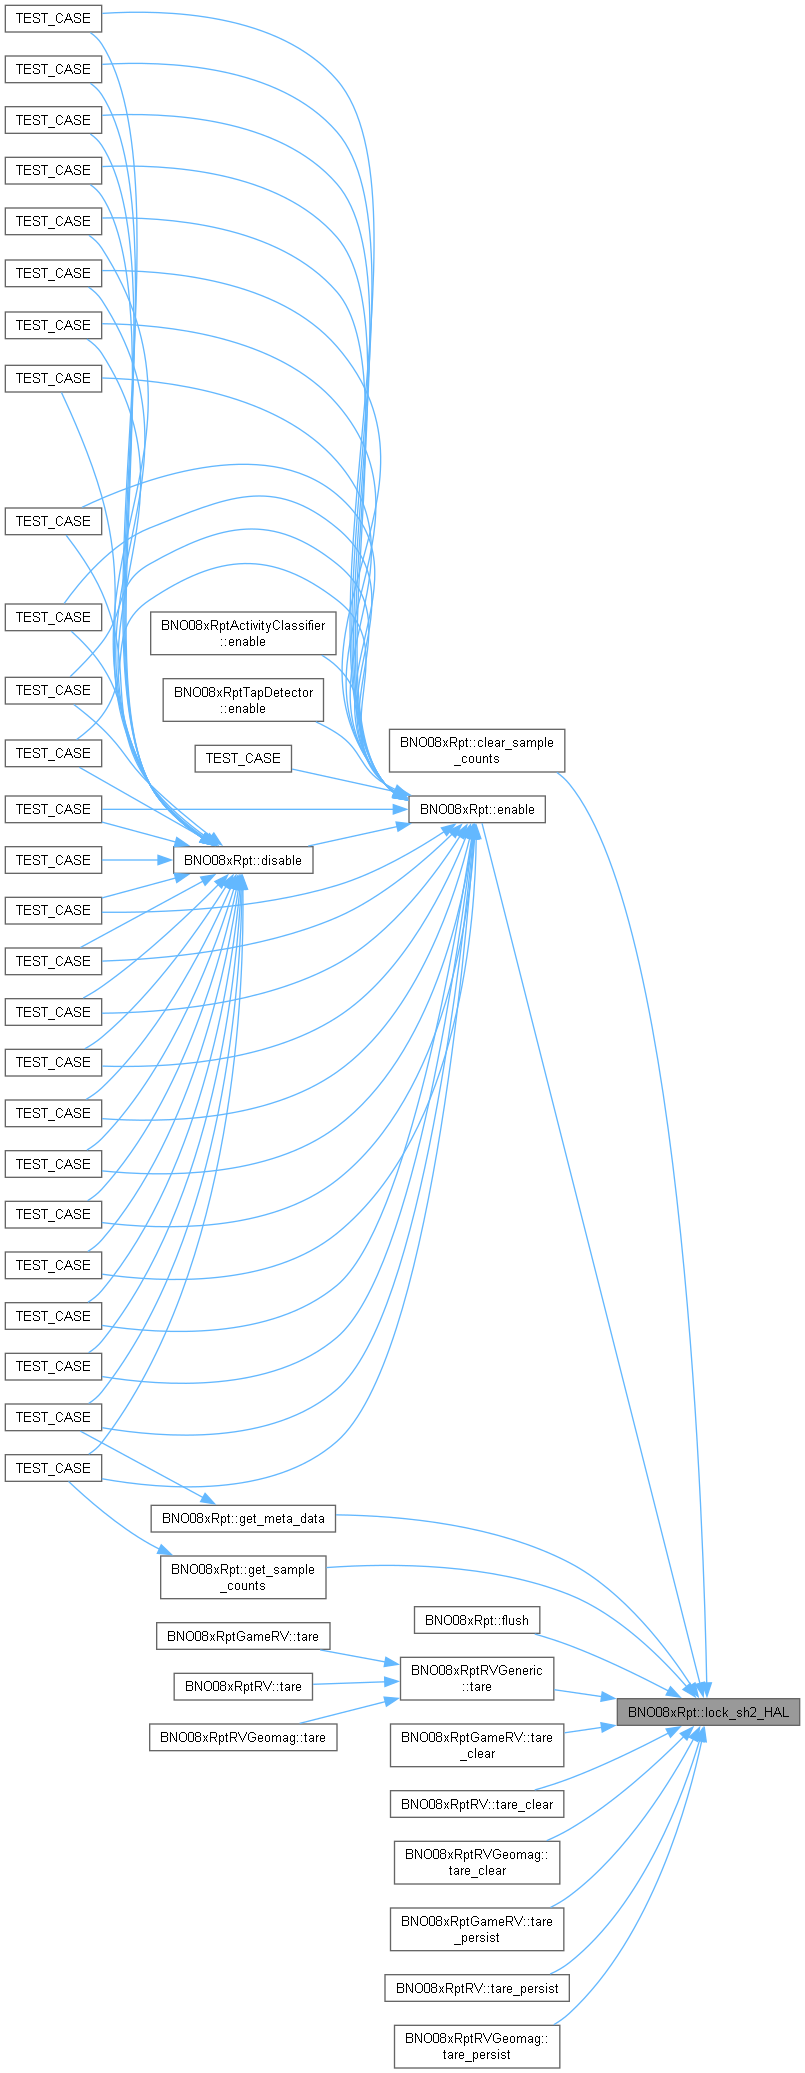 TEST_CASE
TEST_CASE
TEST_CASE
TEST_CASE
TEST_CASE
TEST_CASE
TEST_CASE
TEST_CASE
TEST_CASE
TEST_CASE
BNO08xRptActivityClassifier
::enable
TEST_CASE
BNO08xRptTapDetector
::enable
TEST_CASE
TEST_CASE
BNO08xRpt::clear_sample
_counts
TEST_CASE
BNO08xRpt::enable
TEST_CASE
BNO08xRpt::disable
TEST_CASE
TEST_CASE
TEST_CASE
TEST_CASE
TEST_CASE
TEST_CASE
TEST_CASE
TEST_CASE
TEST_CASE
TEST_CASE
TEST_CASE
TEST_CASE
TEST_CASE
BNO08xRpt::get_meta_data
BNO08xRpt::get_sample
_counts
BNO08xRpt::flush
BNO08xRptGameRV::tare
BNO08xRptRVGeneric
::tare
BNO08xRptRV::tare
BNO08xRpt::lock_sh2_HAL
BNO08xRptRVGeomag::tare
BNO08xRptGameRV::tare
_clear
BNO08xRptRV::tare_clear
BNO08xRptRVGeomag::
tare_clear
BNO08xRptGameRV::tare
_persist
BNO08xRptRV::tare_persist
BNO08xRptRVGeomag::
tare_persist